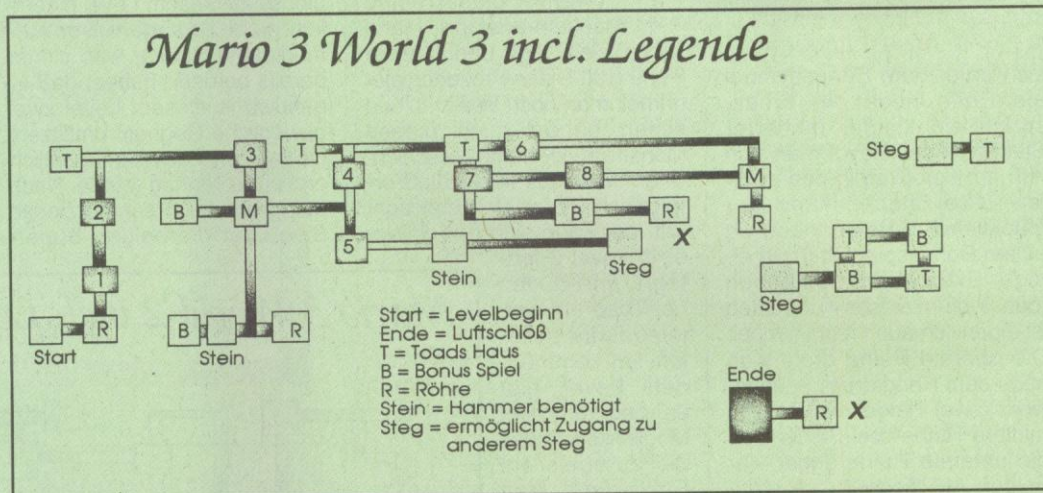 Mario 3 World 3 incl. Legende
T 3 T T 6 Steg T
4 7 8 M
2 B M B R R
X
1 5 T B
Stein Steg B T
Steg
B R
Start R Stein
Start = Levelbeginn
Ende = Luftschloß
T = Toads Haus
B = Bonus Spiel
R = Röhre
Stein = Hammer benötigt
Steg = ermöglicht Zugang zu
anderem Steg
Ende
R X